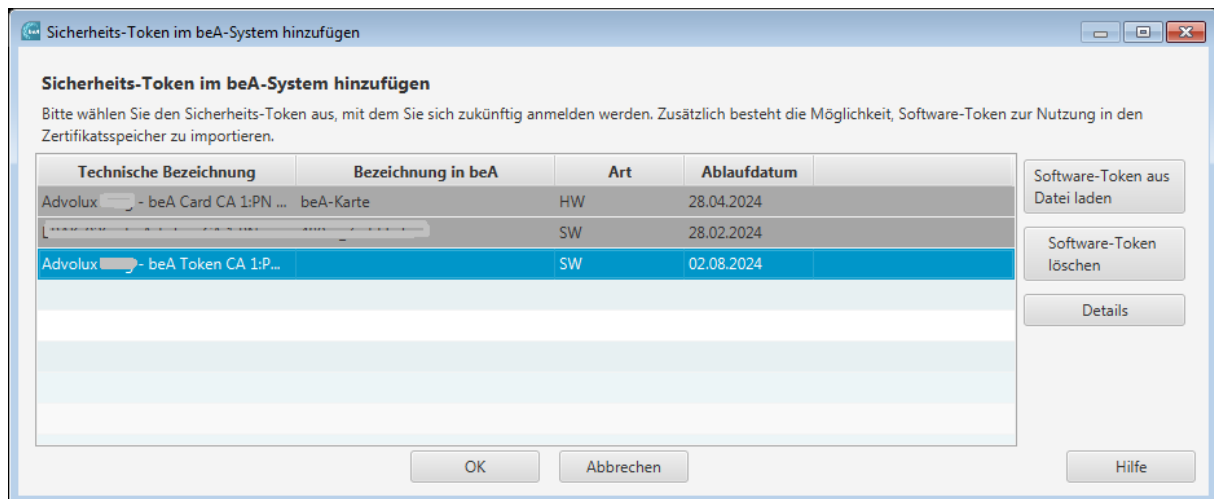 Sicherheits-Token im beA-System hinzufügen
Sicherheits-Token im beA-System hinzufügen
Bitte wählen Sie den Sicherheits-Token aus, mit dem Sie sich zukünftig anmelden werden. Zusätzlich besteht die Möglichkeit, Software-Token zur Nutzung in den
Zertifikatsspeicher zu importieren.
Technische Bezeichnung Bezeichnung in beA Art Ablaufdatum
Advolux - beA Card CA 1:PN ... beA-Karte HW 28.04.2024
SW 28.02.2024
Advolux - beA Token CA 1:P... SW 02.08.2024
Software-Token aus
Datei laden
Software-Token
löschen
Details
OK Abbrechen Hilfe